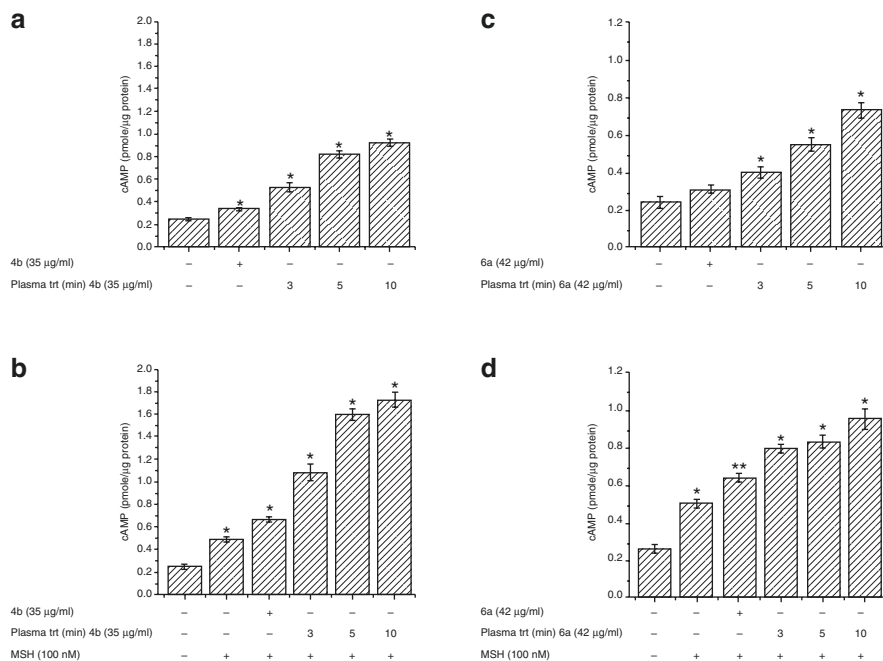 a
cAMP (pmole/μg protein)
2.0
1.8
1.6
1.4
1.2
1.0
0.8
0.6
0.4
0.2
0.0
* * * *
4b (35 μg/ml) – + – – –
Plasma trt (min) 4b (35 μg/ml) – – 3 5 10
c
cAMP (pmole/μg protein)
1.2
1.0
0.8
0.6
0.4
0.2
0.0
* * *
6a (42 μg/ml) – + – – –
Plasma trt (min) 6a (42 μg/ml) – – 3 5 10
b
cAMP (pmole/μg protein)
2.0
1.8
1.6
1.4
1.2
1.0
0.8
0.6
0.4
0.2
0.0
* * * * *
4b (35 μg/ml) – – + – – –
Plasma trt (min) 4b (35 μg/ml) – – – 3 5 10
MSH (100 nM) – + + + + +
d
cAMP (pmole/μg protein)
1.2
1.0
0.8
0.6
0.4
0.2
0.0
* ** * * *
6a (42 μg/ml) – – + – – –
Plasma trt (min) 6a (42 μg/ml) – – – 3 5 10
MSH (100 nM) – + + + + +